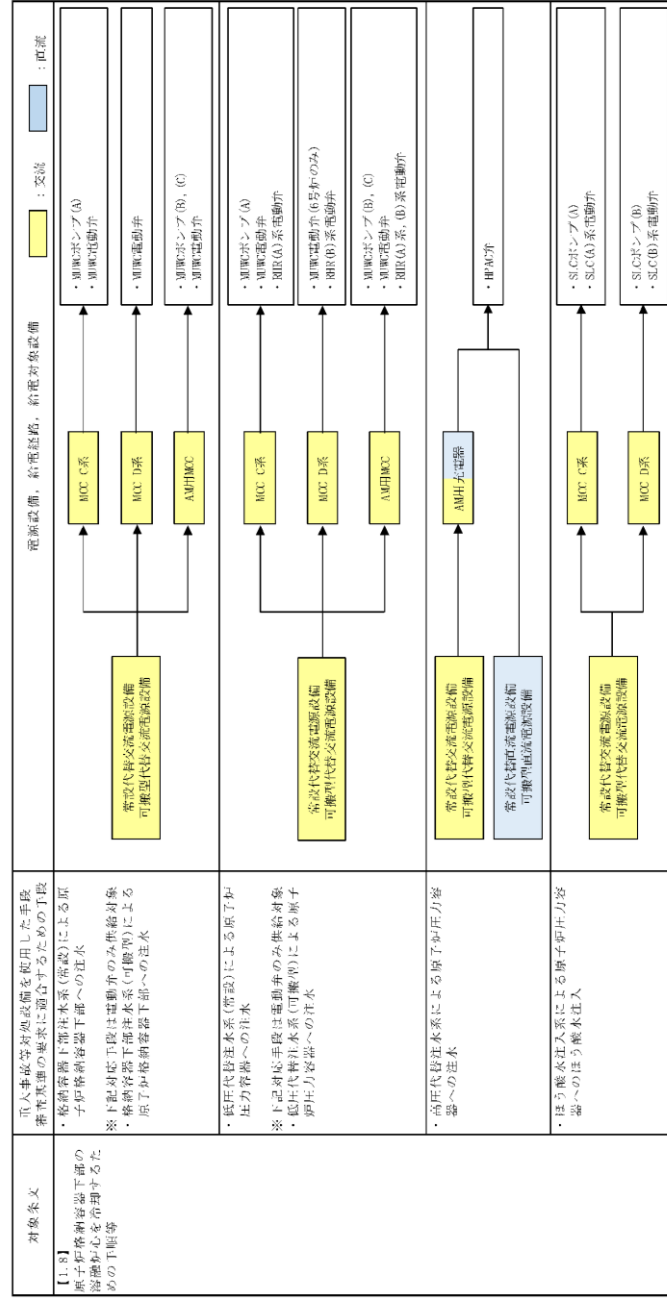 対象条文
重大事故等対処設備を使用した手段
審査基準の要求に適合するための手段
電源設備，給電経路，給電対象設備
：交流
：直流
【1.8】
原子炉格納容器下部の
溶融炉心を冷却するた
めの手順等
・格納容器下部注水系(常設)による原
子炉格納容器下部への注水
※下記対応手段は電動弁のみ供給対象
・格納容器下部注水系(可搬型)による
原子炉格納容器下部への注水
常設代替交流電源設備
可搬型代替交流電源設備
MCC C系
・MUWCポンプ(A)
・MUWC電動弁
MCC D系
・MUWC電動弁
AM用MCC
・MUWCポンプ(B), (C)
・MUWC電動弁
・低圧代替注水系(常設)による原子炉
圧力容器への注水
※下記対応手段は電動弁のみ供給対象
・低圧代替注水系(可搬型)による原子
炉圧力容器への注水
常設代替交流電源設備
可搬型代替交流電源設備
MCC C系
・MUWCポンプ(A)
・MUWC電動弁
・RHR(A)系電動弁
MCC D系
・MUWC電動弁(6号炉のみ)
・RHR(B)系電動弁
AM用MCC
・MUWCポンプ(B), (C)
・MUWC電動弁
・RHR(A)系, (B)系電動弁
・高圧代替注水系による原子炉圧力容
器への注水
常設代替交流電源設備
可搬型代替交流電源設備
AM用充電器
常設代替直流電源設備
可搬型直流電源設備
・HPAC弁
・ほう酸水注入系による原子炉圧力容
器へのほう酸水注入
常設代替交流電源設備
可搬型代替交流電源設備
MCC C系
・SLCポンプ(A)
・SLC(A)系電動弁
MCC D系
・SLCポンプ(B)
・SLC(B)系電動弁